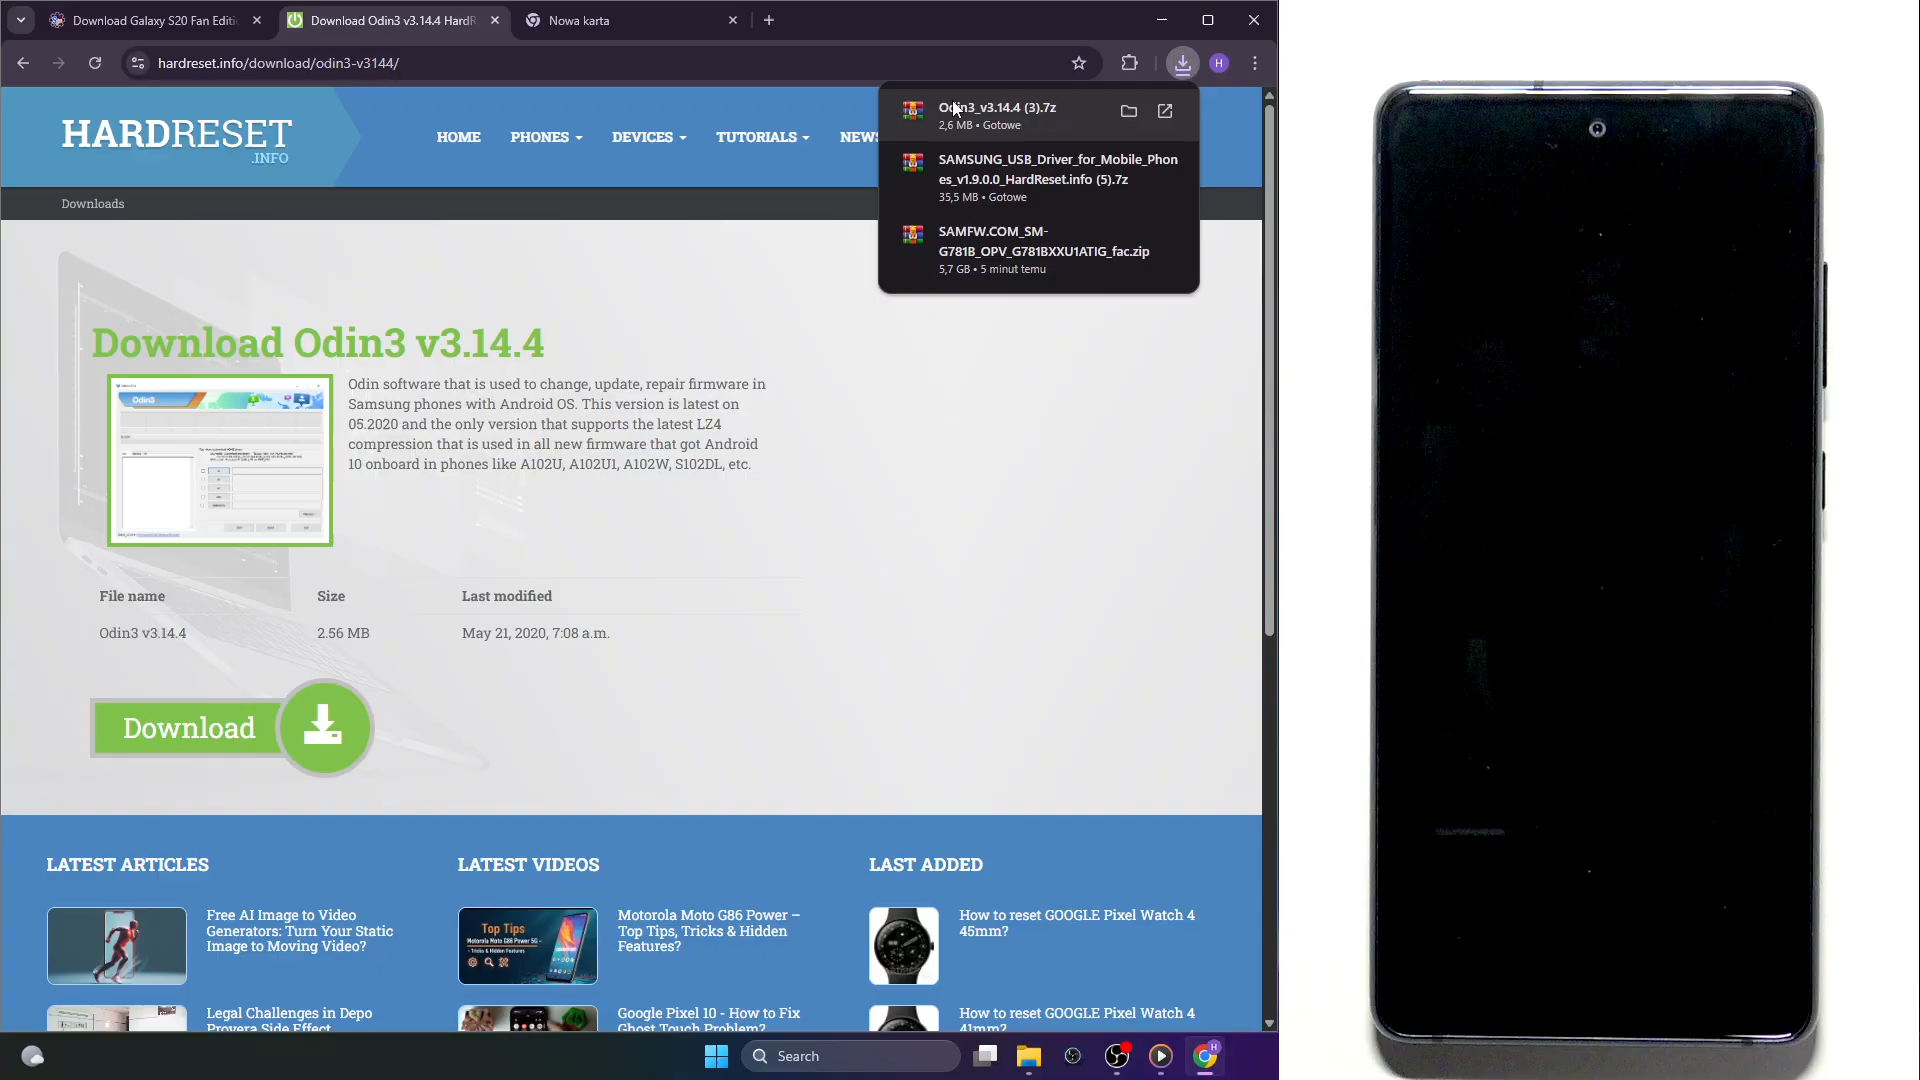 Download Galaxy S20 Fan Editi
Download Odin3 v3.14.4 HardR
Nowa karta
hardreset.info/download/odin3-v3144/
H
Odin3_v3.14.4 (3).7z
2,6 MB • Gotowe
SAMSUNG_USB_Driver_for_Mobile_Phon
es_v1.9.0.0_HardReset.info (5).7z
35,5 MB • Gotowe
SAMFW.COM_SM-
G781B_OPV_G781BXXU1ATIG_fac.zip
5,7 GB • 5 minut temu
HARDRESET
.INFO
HOME
PHONES
DEVICES
TUTORIALS
NEWS
Downloads
Download Odin3 v3.14.4
Odin3
Odin software that is used to change, update, repair firmware in
Samsung phones with Android OS. This version is latest on
05.2020 and the only version that supports the latest LZ4
compression that is used in all new firmware that got Android
10 onboard in phones like A102U, A102U1, A102W, S102DL, etc.
File name Size Last modified
Odin3 v3.14.4 2.56 MB May 21, 2020, 7:08 a.m.
Download
LATEST ARTICLES
Free AI Image to Video
Generators: Turn Your Static
Image to Moving Video?
Legal Challenges in Depo
Provera Side Effect
LATEST VIDEOS
Top Tips
Motorola Moto G86 Power –
Top Tips, Tricks & Hidden
Features?
Google Pixel 10 - How to Fix
Ghost Touch Problem?
LAST ADDED
How to reset GOOGLE Pixel Watch 4
45mm?
How to reset GOOGLE Pixel Watch 4
41mm?
Search
H